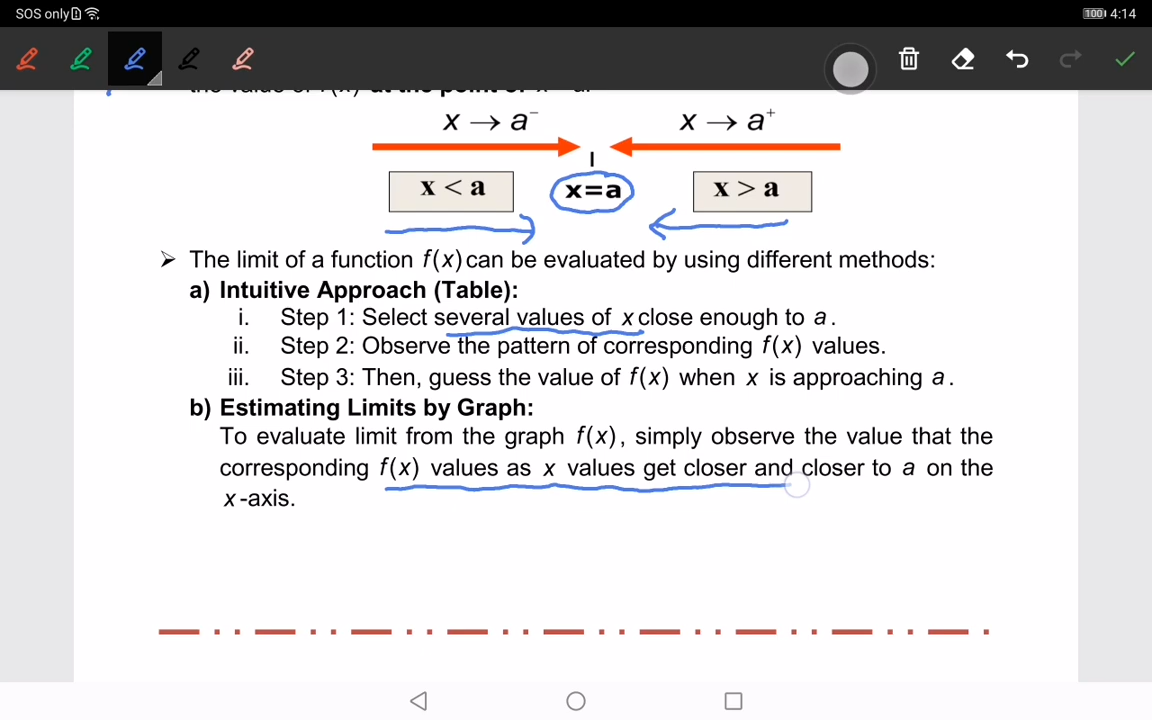 SOS only 100 4:14
x → a⁻ x → a⁺
x < a x=a x > a
➢ The limit of a function f(x) can be evaluated by using different methods:
a) Intuitive Approach (Table):
i. Step 1: Select several values of x close enough to a.
ii. Step 2: Observe the pattern of corresponding f(x) values.
iii. Step 3: Then, guess the value of f(x) when x is approaching a.
b) Estimating Limits by Graph:
To evaluate limit from the graph f(x), simply observe the value that the
corresponding f(x) values as x values get closer and closer to a on the
x-axis.